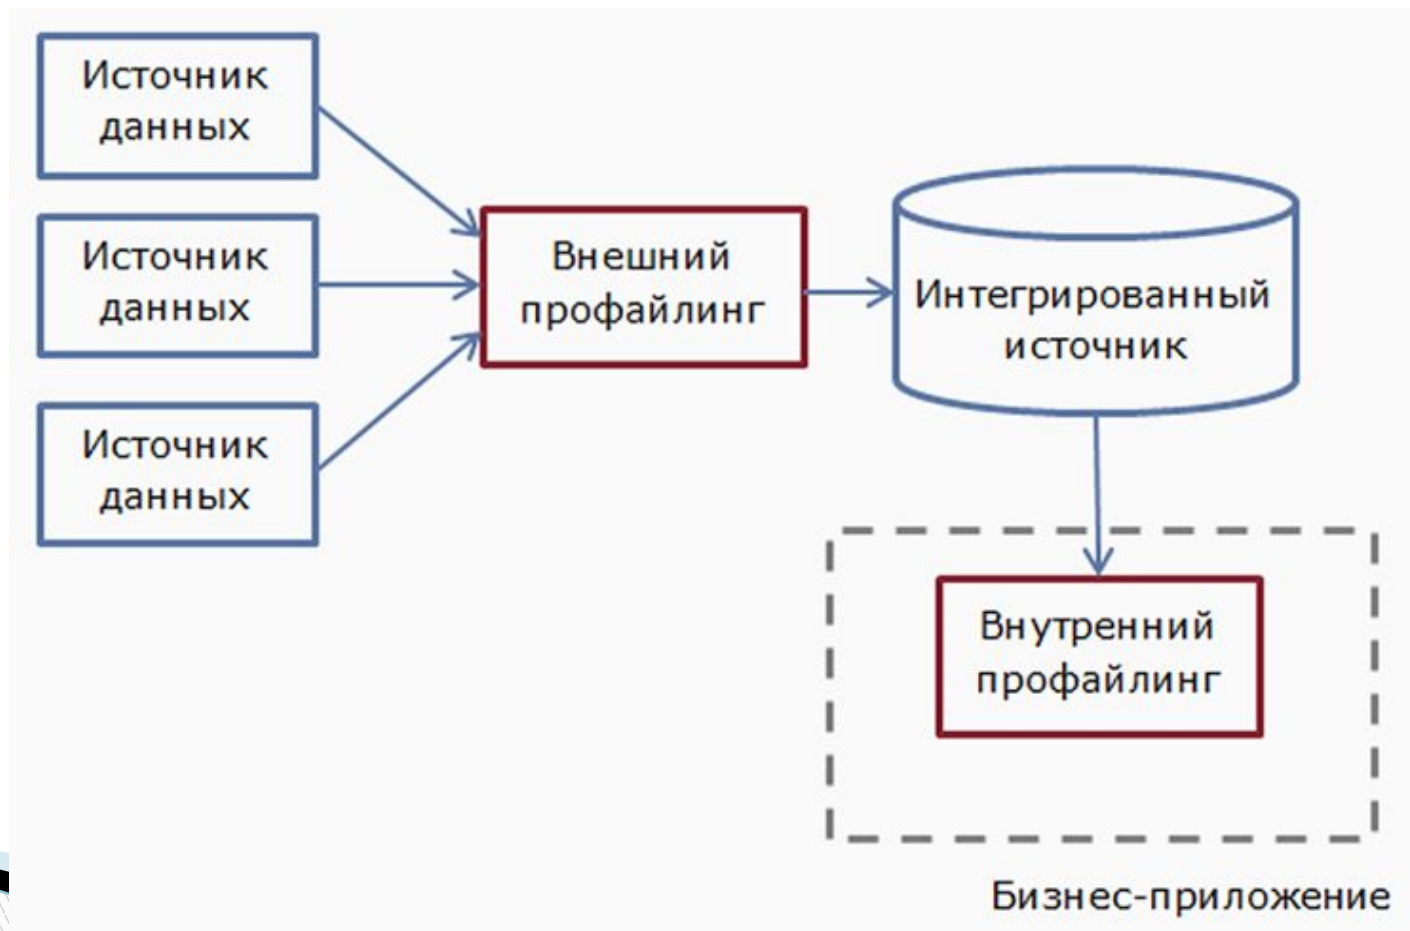 Источник
данных
Источник
данных
Источник
данных
Внешний
профайлинг
Интегрированный
источник
Внутренний
профайлинг
Бизнес-приложение